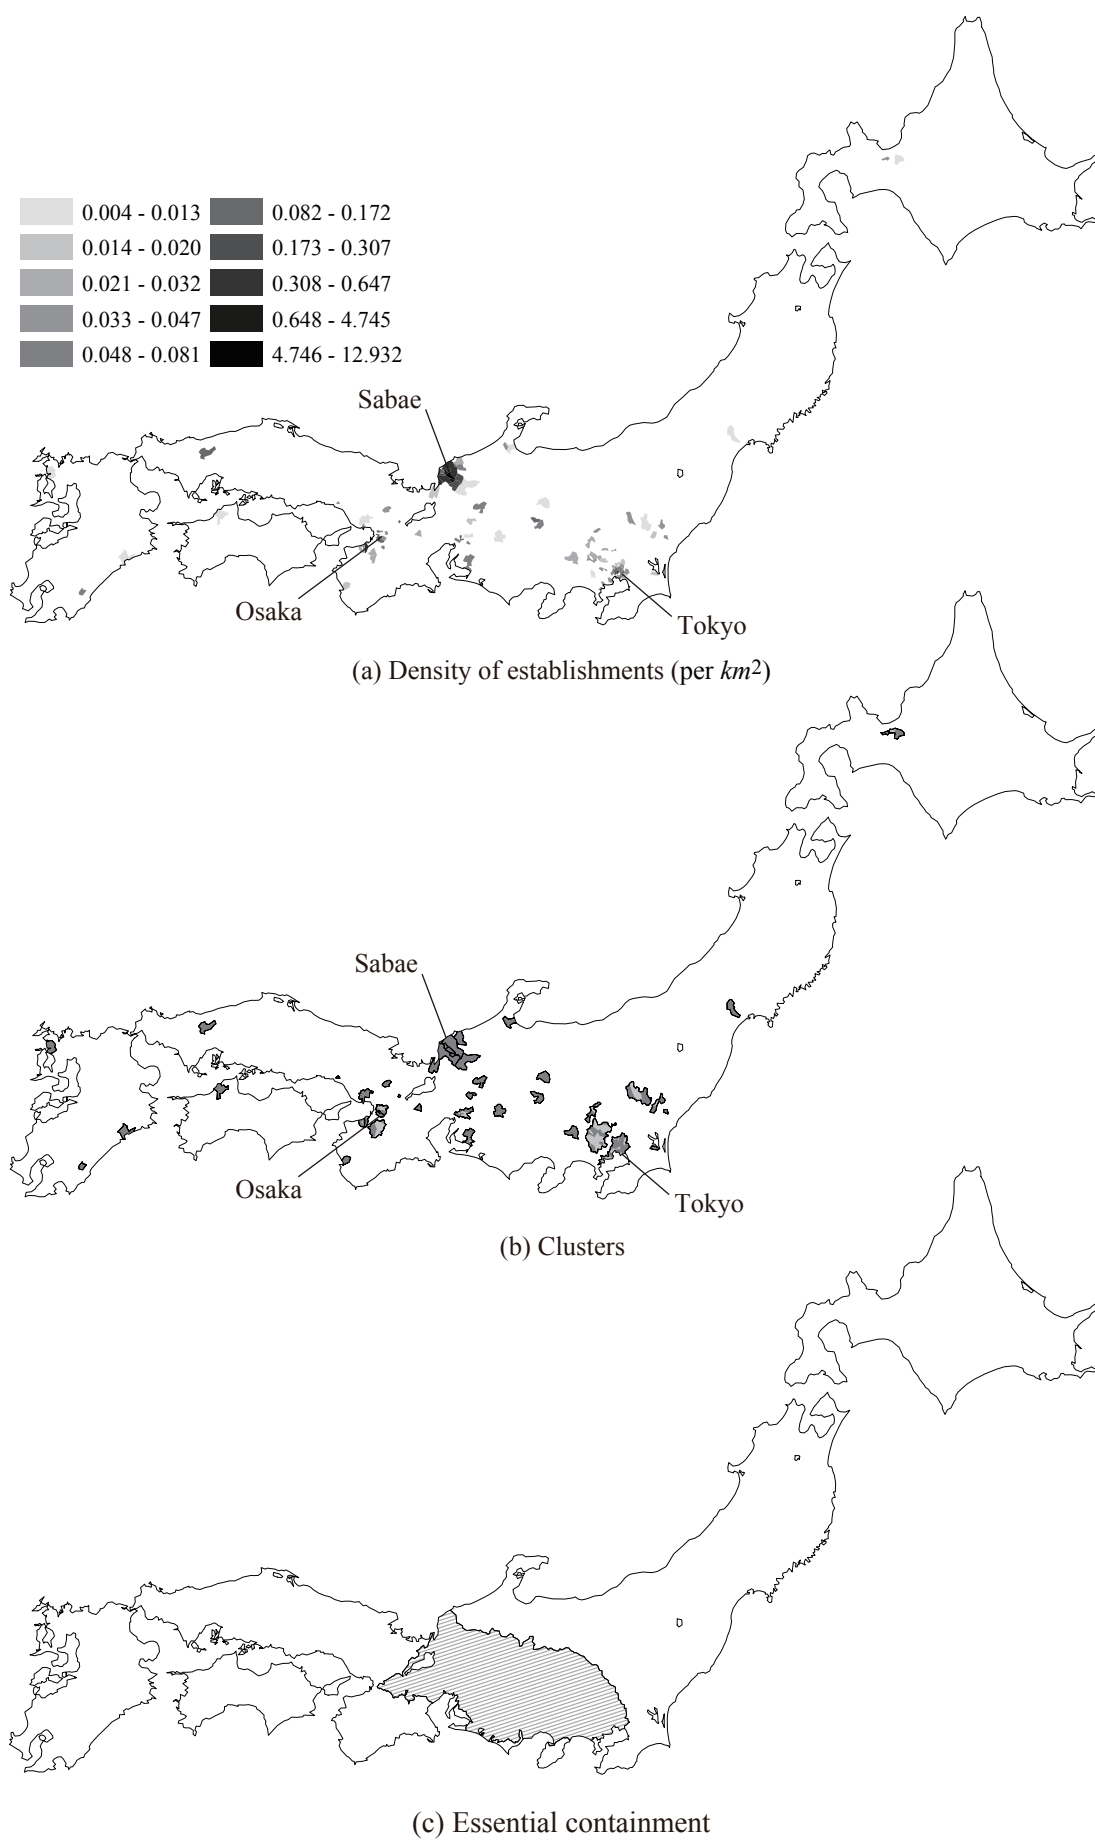 0.004 - 0.013 0.082 - 0.172
0.014 - 0.020 0.173 - 0.307
0.021 - 0.032 0.308 - 0.647
0.033 - 0.047 0.648 - 4.745
0.048 - 0.081 4.746 - 12.932
Sabae
Osaka
Tokyo
(a) Density of establishments (per km2)
Sabae
Osaka
Tokyo
(b) Clusters
(c) Essential containment